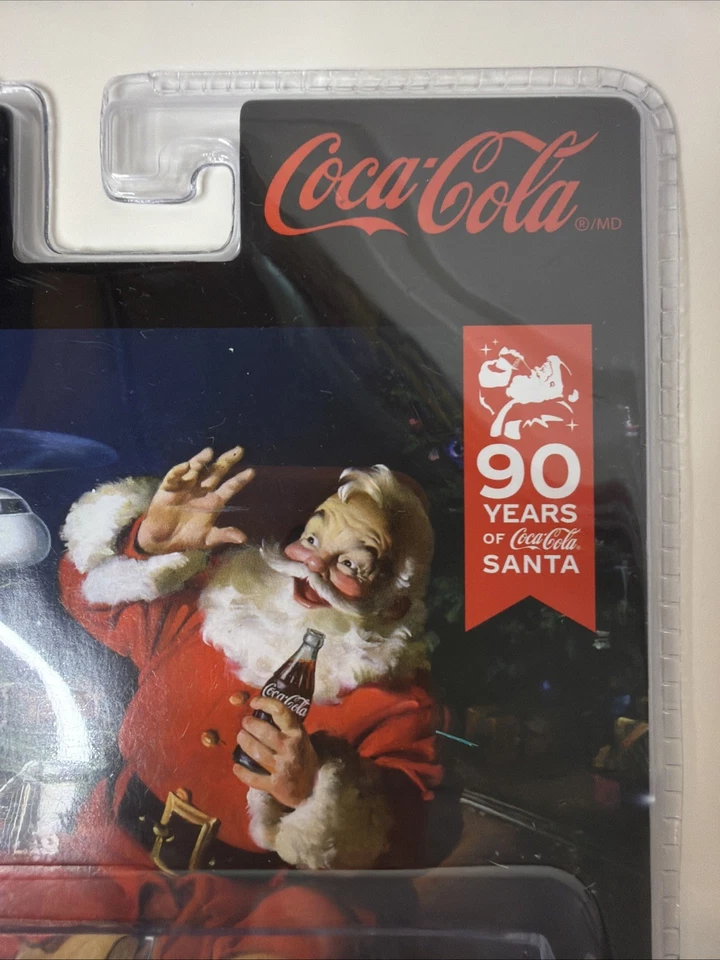 Coca-Cola ®/MD
90
YEARS
OF Coca-Cola
SANTA
Coca-Cola